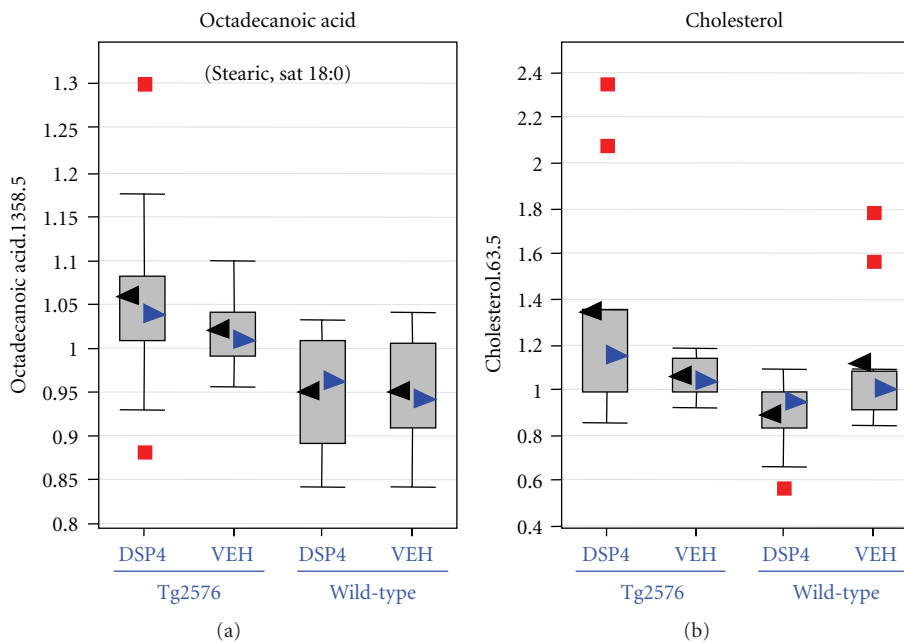 Octadecanoic acid
(Stearic, sat 18:0)
Octadecanoic acid.1358.5
1.3
1.25
1.2
1.15
1.1
1.05
1
0.95
0.9
0.85
0.8
DSP4 VEH DSP4 VEH
Tg2576 Wild-type
(a)
Cholesterol
Cholesterol.63.5
2.4
2.2
2
1.8
1.6
1.4
1.2
1
0.8
0.6
0.4
DSP4 VEH DSP4 VEH
Tg2576 Wild-type
(b)